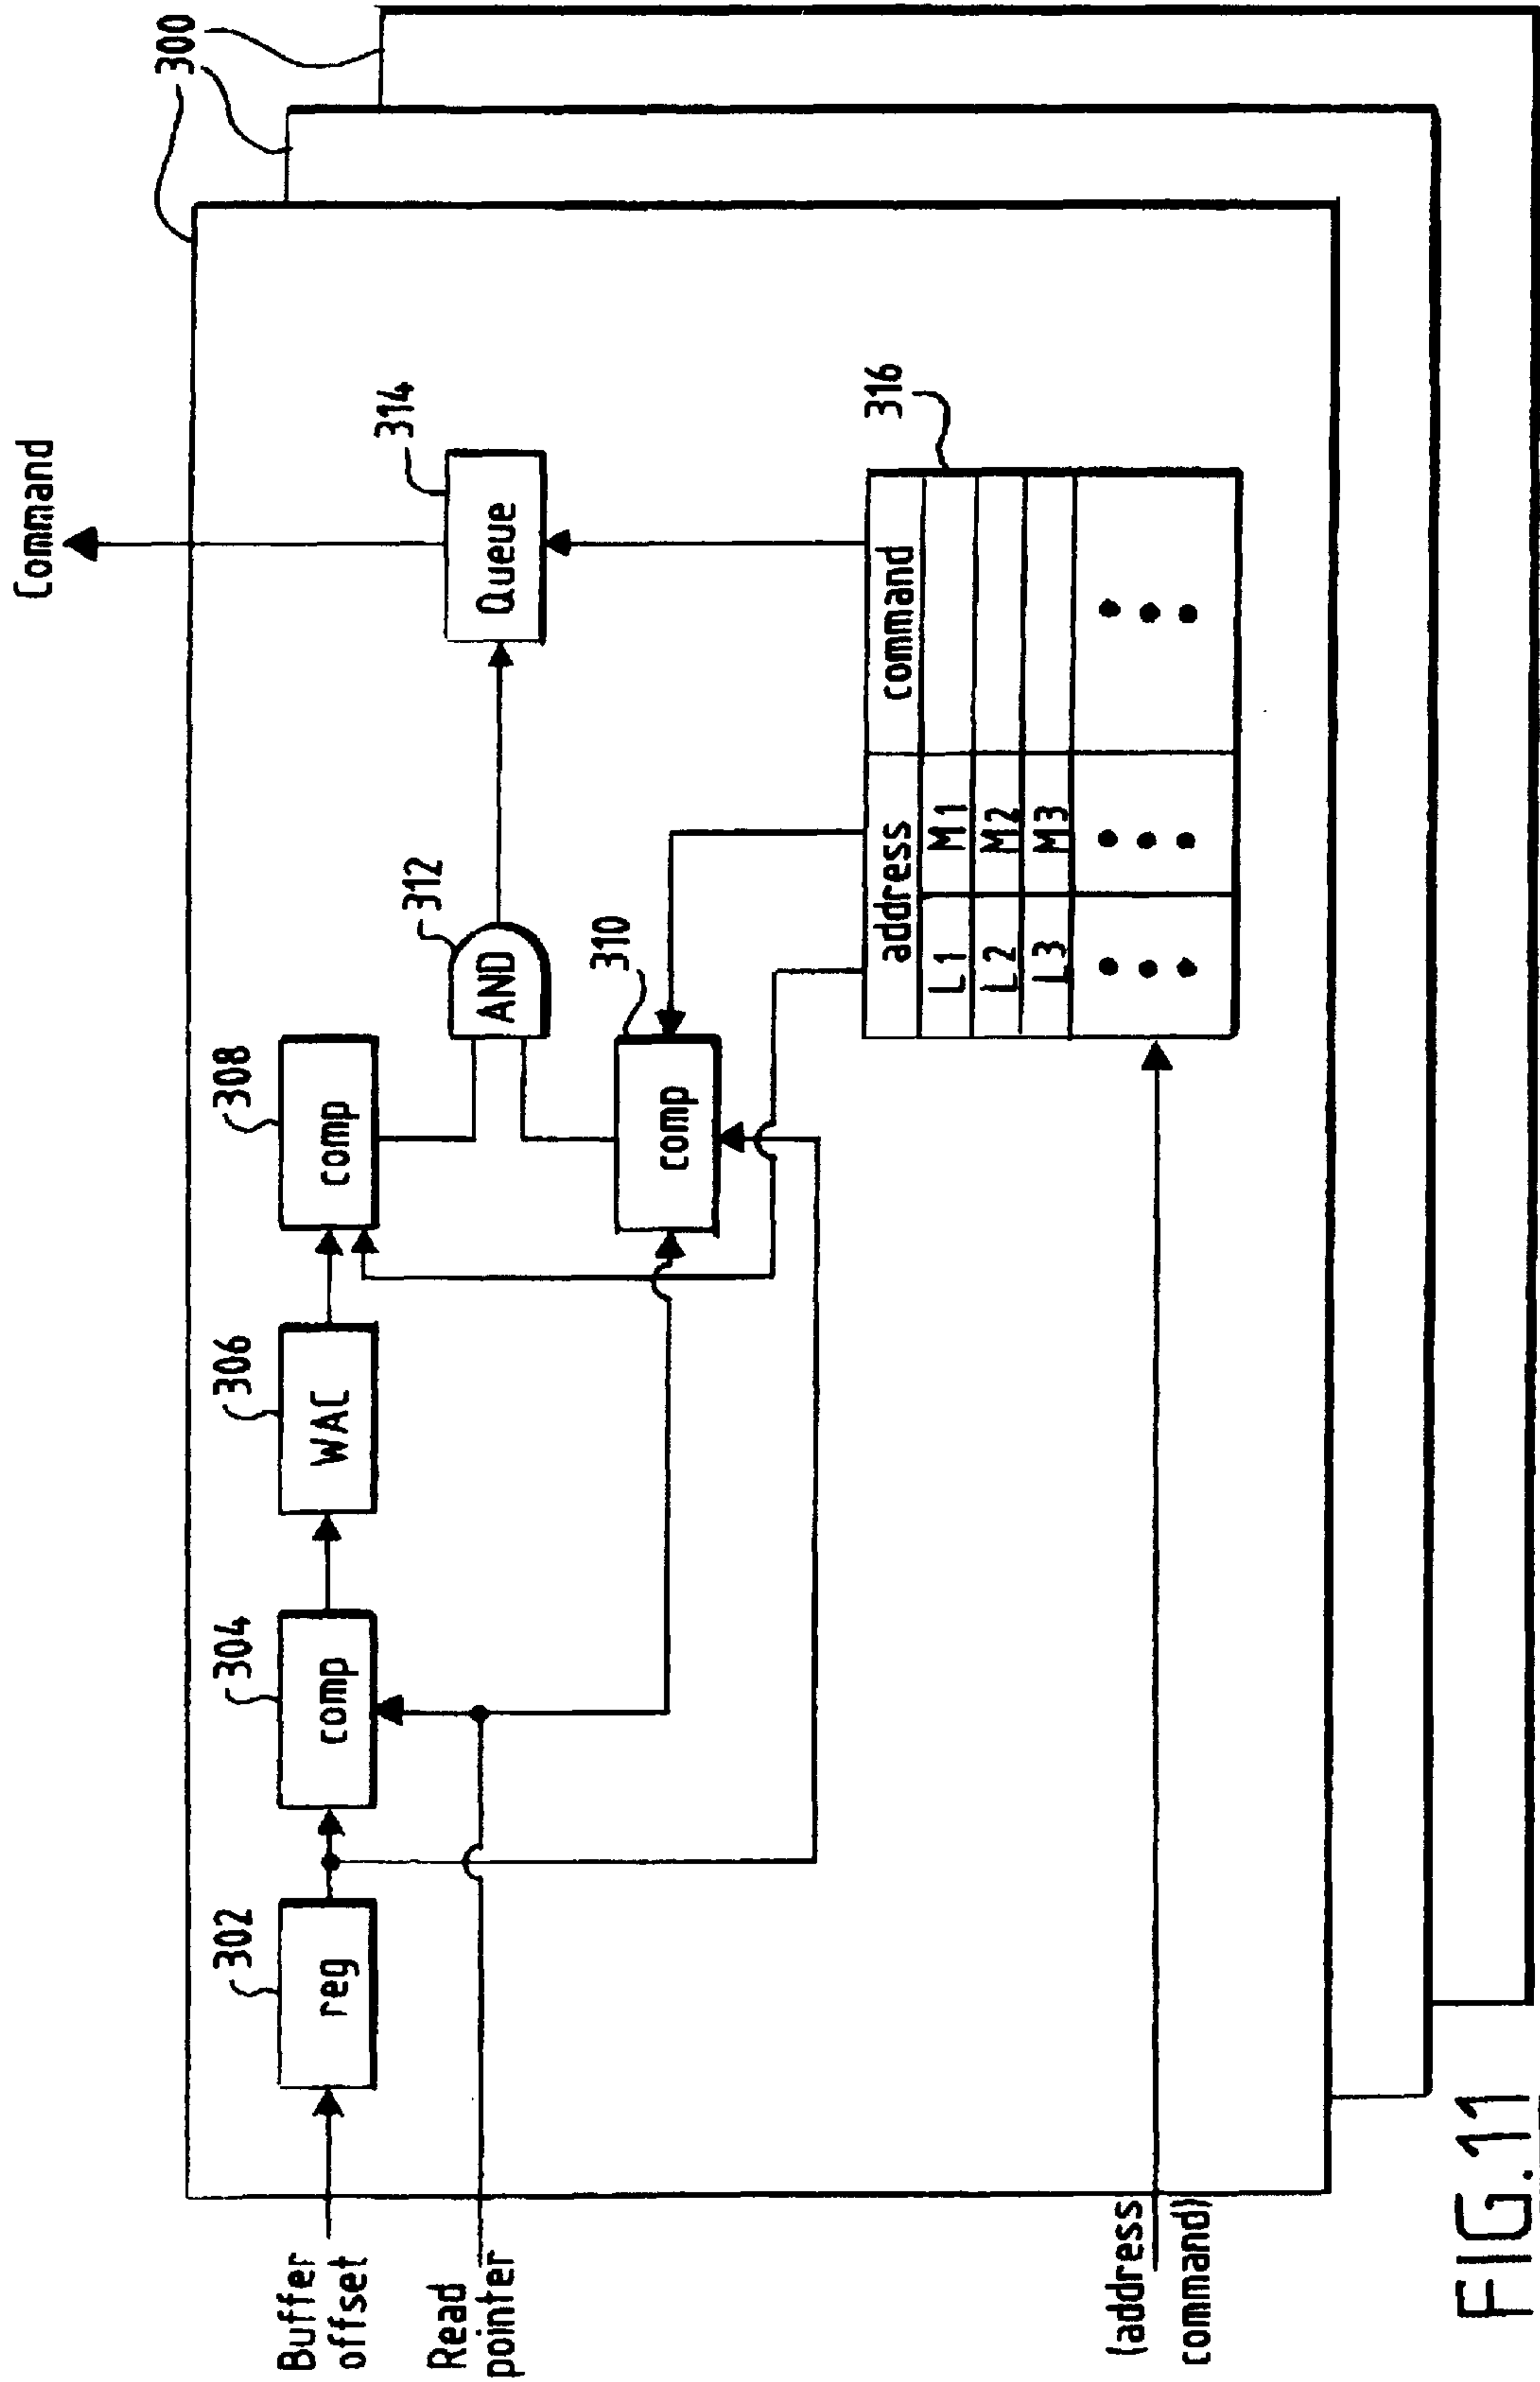 Command
300
302
304
306
308
312
314
Buffer
offset
reg
comp
WAC
comp
AND
Queue
Read
pointer
310
comp
316
address command
L1 M1
L2 M2
L3 M3
(address
command)
FIG.11